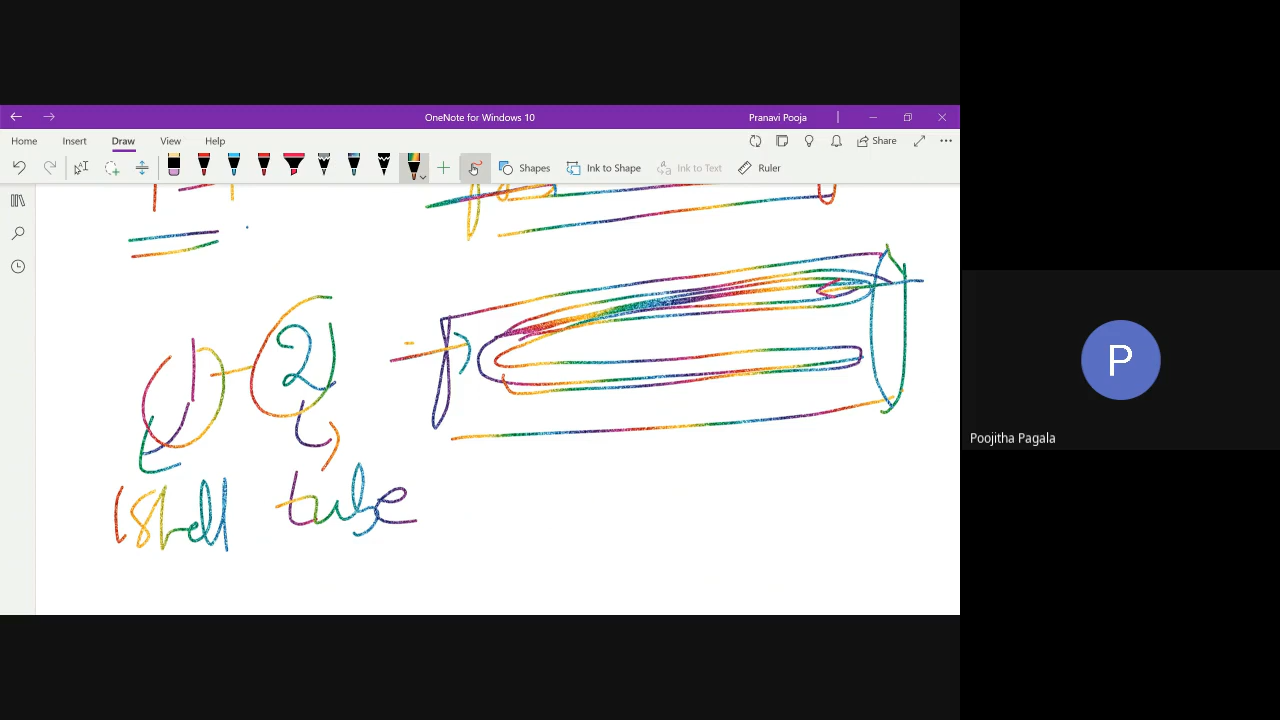 OneNote for Windows 10
Pranavi Pooja
Home Insert Draw View Help
Share
Shapes Ink to Shape Ink to Text Ruler
1 - 2
Shell tube
P
Poojitha Pagala